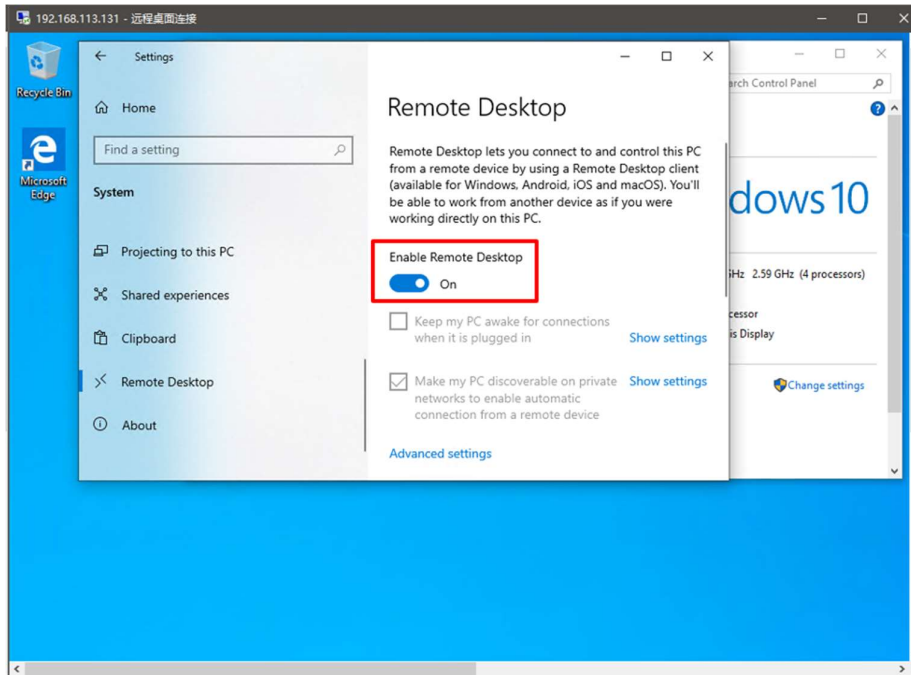 192.168.113.131 - 远程桌面连接
Recycle Bin
Microsoft
Edge
Settings
Home
Find a setting
System
Projecting to this PC
Shared experiences
Clipboard
Remote Desktop
About
Remote Desktop
Remote Desktop lets you connect to and control this PC
from a remote device by using a Remote Desktop client
(available for Windows, Android, iOS and macOS). You'll
be able to work from another device as if you were
working directly on this PC.
Enable Remote Desktop
On
Keep my PC awake for connections
when it is plugged in
Show settings
Make my PC discoverable on private
networks to enable automatic
connection from a remote device
Show settings
Advanced settings
Control Panel
dows 10
2.59 GHz (4 processors)
Display
Change settings